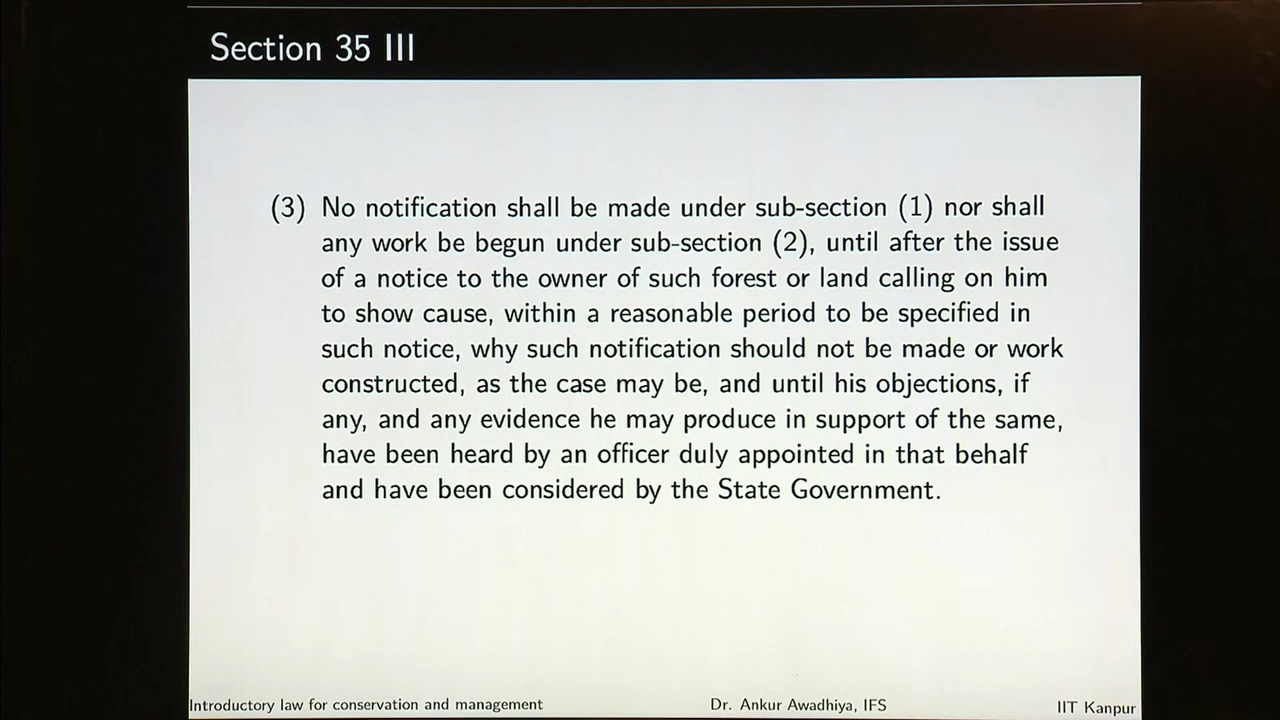 Section 35 III
(3) No notification shall be made under sub-section (1) nor shall
any work be begun under sub-section (2), until after the issue
of a notice to the owner of such forest or land calling on him
to show cause, within a reasonable period to be specified in
such notice, why such notification should not be made or work
constructed, as the case may be, and until his objections, if
any, and any evidence he may produce in support of the same,
have been heard by an officer duly appointed in that behalf
and have been considered by the State Government.
Introductory law for conservation and management Dr. Ankur Awadhiya, IFS IIT Kanpur